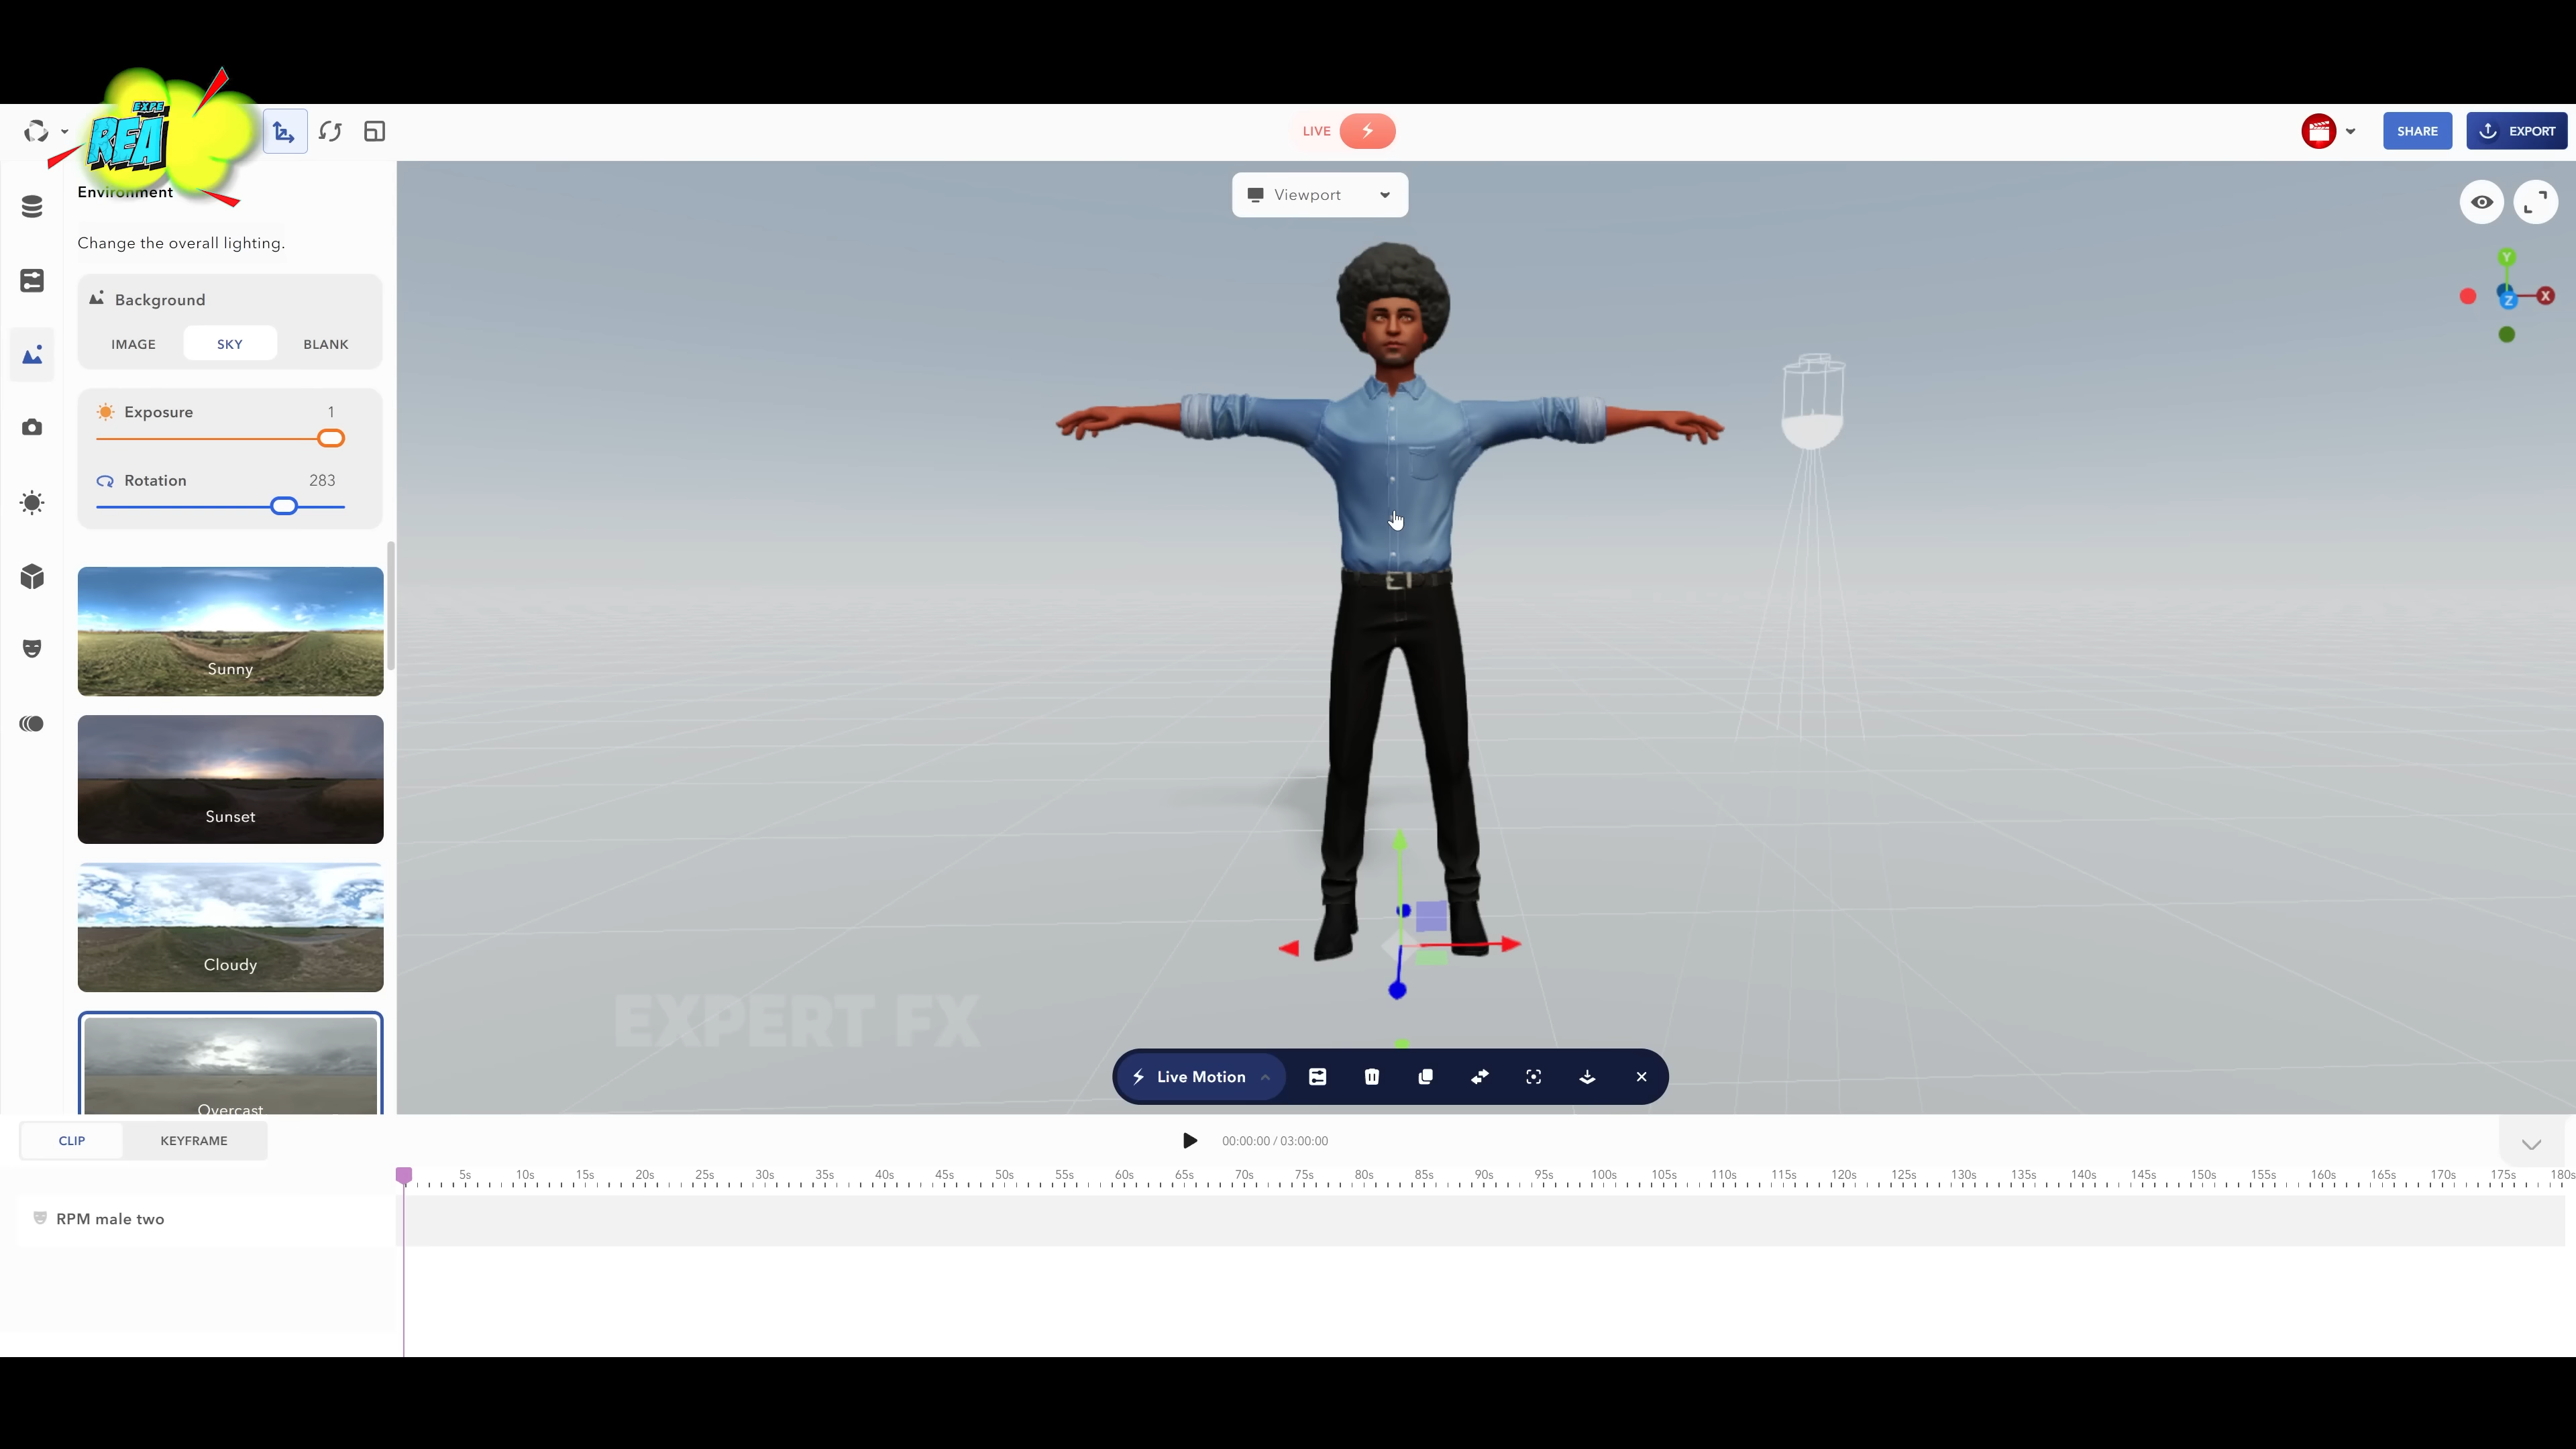 EXPE
REA
LIVE
SHARE
EXPORT
Environment
Change the overall lighting.
Viewport
Y
Z
X
Background
IMAGE
SKY
BLANK
Exposure
1
Rotation
283
Sunny
Sunset
Cloudy
Overcast
EXPERT FX
Live Motion
CLIP
KEYFRAME
00:00:00 / 03:00:00
5s 10s 15s 20s 25s 30s 35s 40s 45s 50s 55s 60s 65s 70s 75s 80s 85s 90s 95s 100s 105s 110s 115s 120s 125s 130s 135s 140s 145s 150s 155s 160s 165s 170s 175s 180s
RPM male two